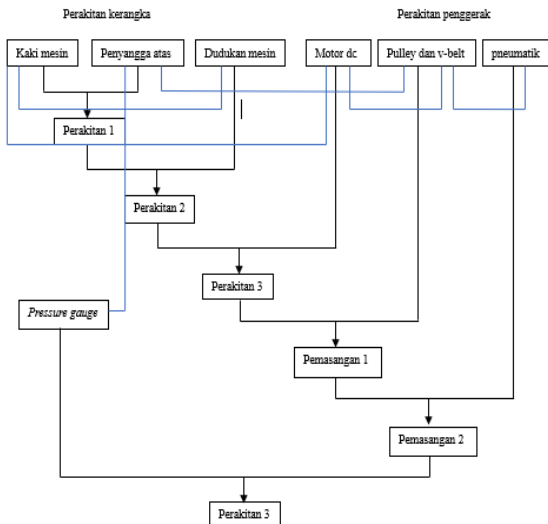 Perakitan kerangka
Perakitan penggerak
Kaki mesin
Penyangga atas
Dudukan mesin
Motor dc
Pulley dan v-belt
pneumatik
Perakitan 1
Perakitan 2
Perakitan 3
Pressure gauge
Pemasangan 1
Pemasangan 2
Perakitan 3